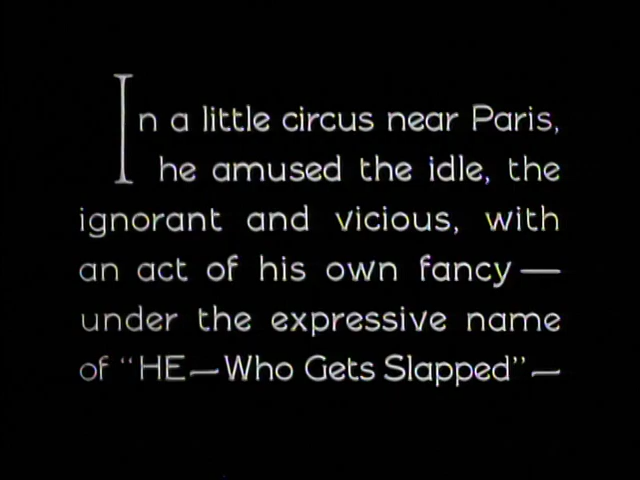 In a little circus near Paris,
he amused the idle, the
ignorant and vicious, with
an act of his own fancy—
under the expressive name
of "HE—Who Gets Slapped"—